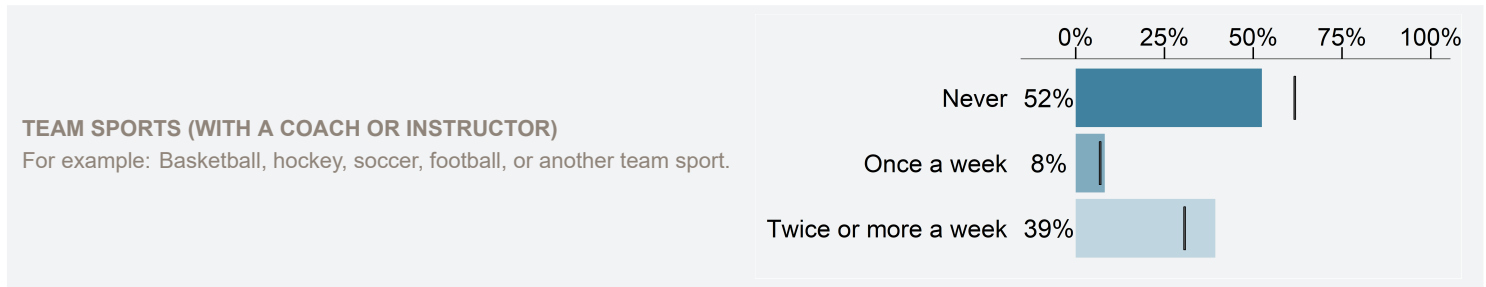 0% 25% 50% 75% 100%
Never 52%
TEAM SPORTS (WITH A COACH OR INSTRUCTOR)
For example: Basketball, hockey, soccer, football, or another team sport.
Once a week 8%
Twice or more a week 39%